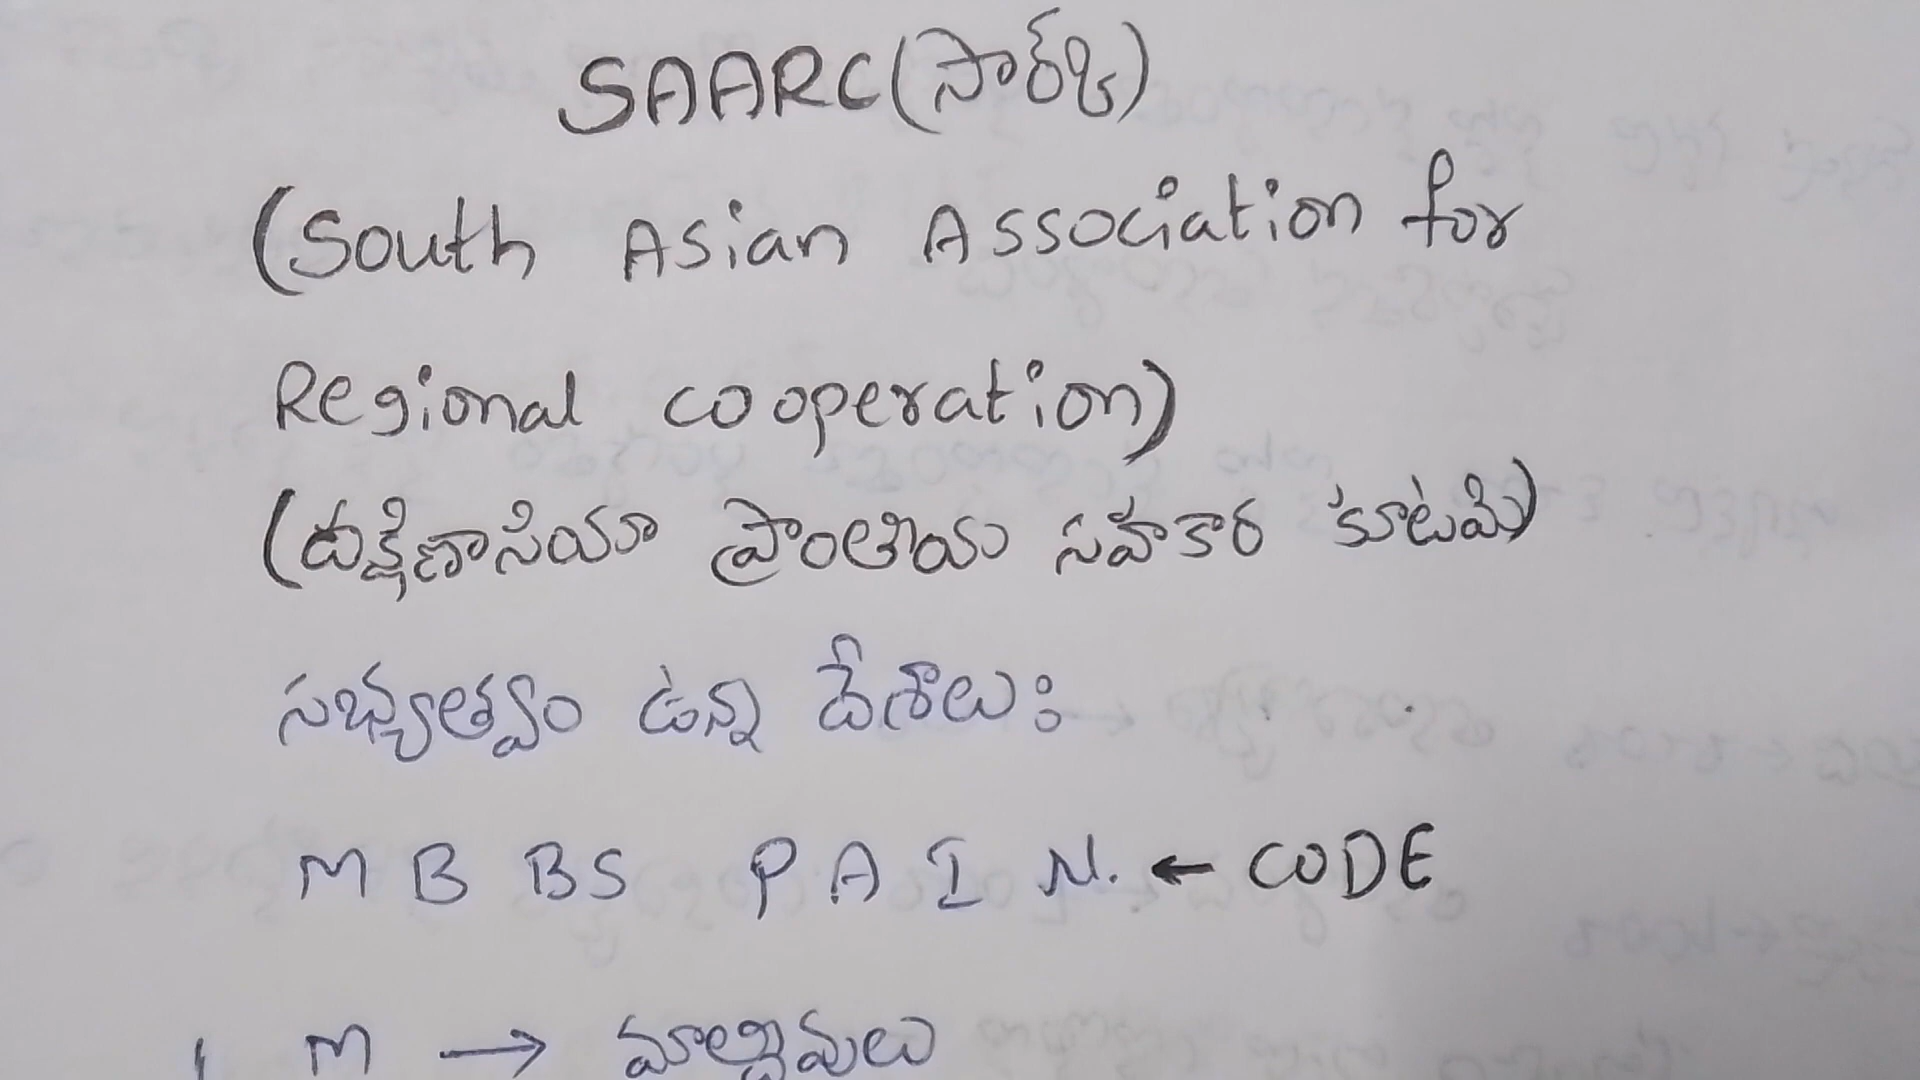 SAARC(సార్క్)
(South Asian Association for
Regional cooperation)
(దక్షిణాసియా ప్రాంతీయ సహకార కూటమి)
సభ్యత్వం ఉన్న దేశాలు:
M B BS P A I N. ← CODE
1 M → మాల్దీవులు